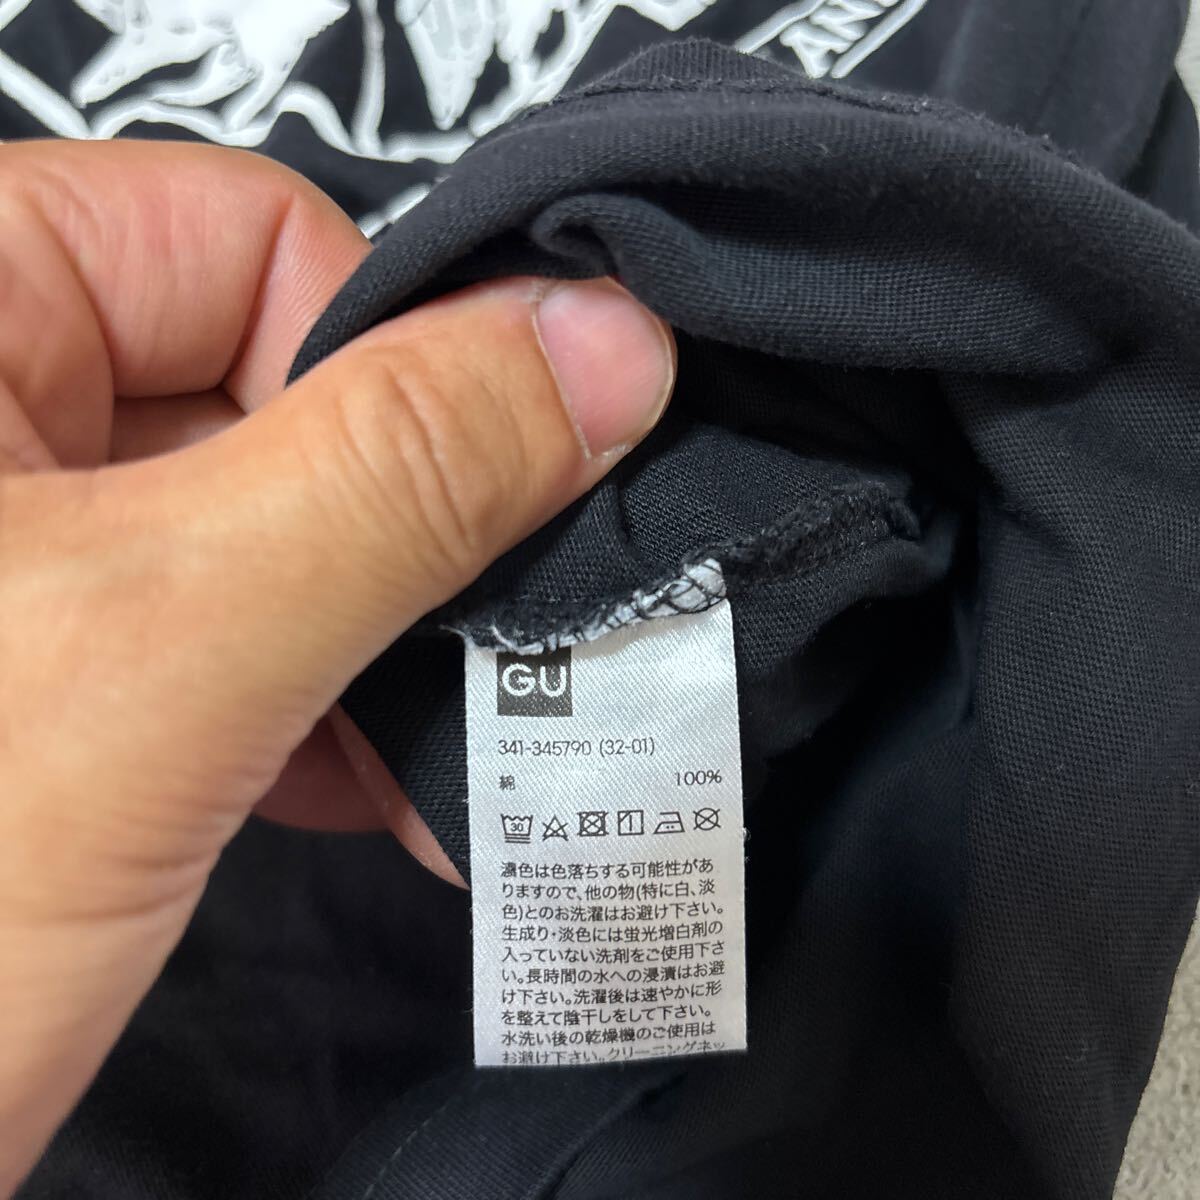 AND
GU
341-345790 (32-01)
綿 100%
30
濃色は色落ちする可能性があ
りますので、他の物(特に白、淡
色)とのお洗濯はお避け下さい。
生成り・淡色には蛍光増白剤の
入っていない洗剤をご使用下さ
い。長時間の水への浸漬はお避
け下さい。洗濯後は速やかに形
を整えて陰干しをして下さい。
水洗い後の乾燥機のご使用は
お避け下さい。クリーニングネッ